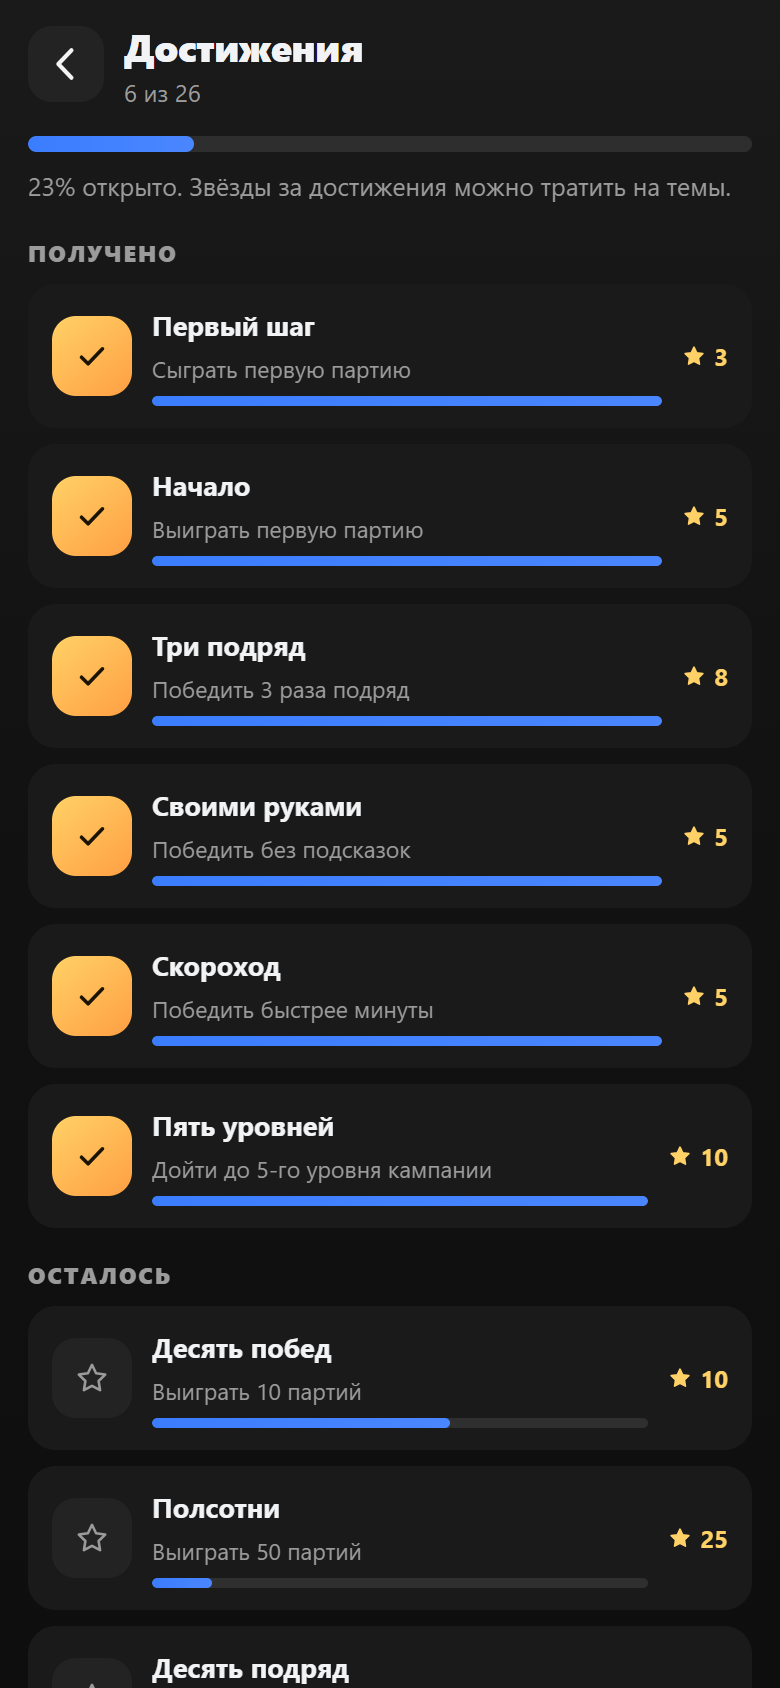 Достижения
6 из 26
23% открыто. Звёзды за достижения можно тратить на темы.
ПОЛУЧЕНО
Первый шаг
Сыграть первую партию
3
Начало
Выиграть первую партию
5
Три подряд
Победить 3 раза подряд
8
Своими руками
Победить без подсказок
5
Скороход
Победить быстрее минуты
5
Пять уровней
Дойти до 5-го уровня кампании
10
ОСТАЛОСЬ
Десять побед
Выиграть 10 партий
10
Полсотни
Выиграть 50 партий
25
Десять подряд